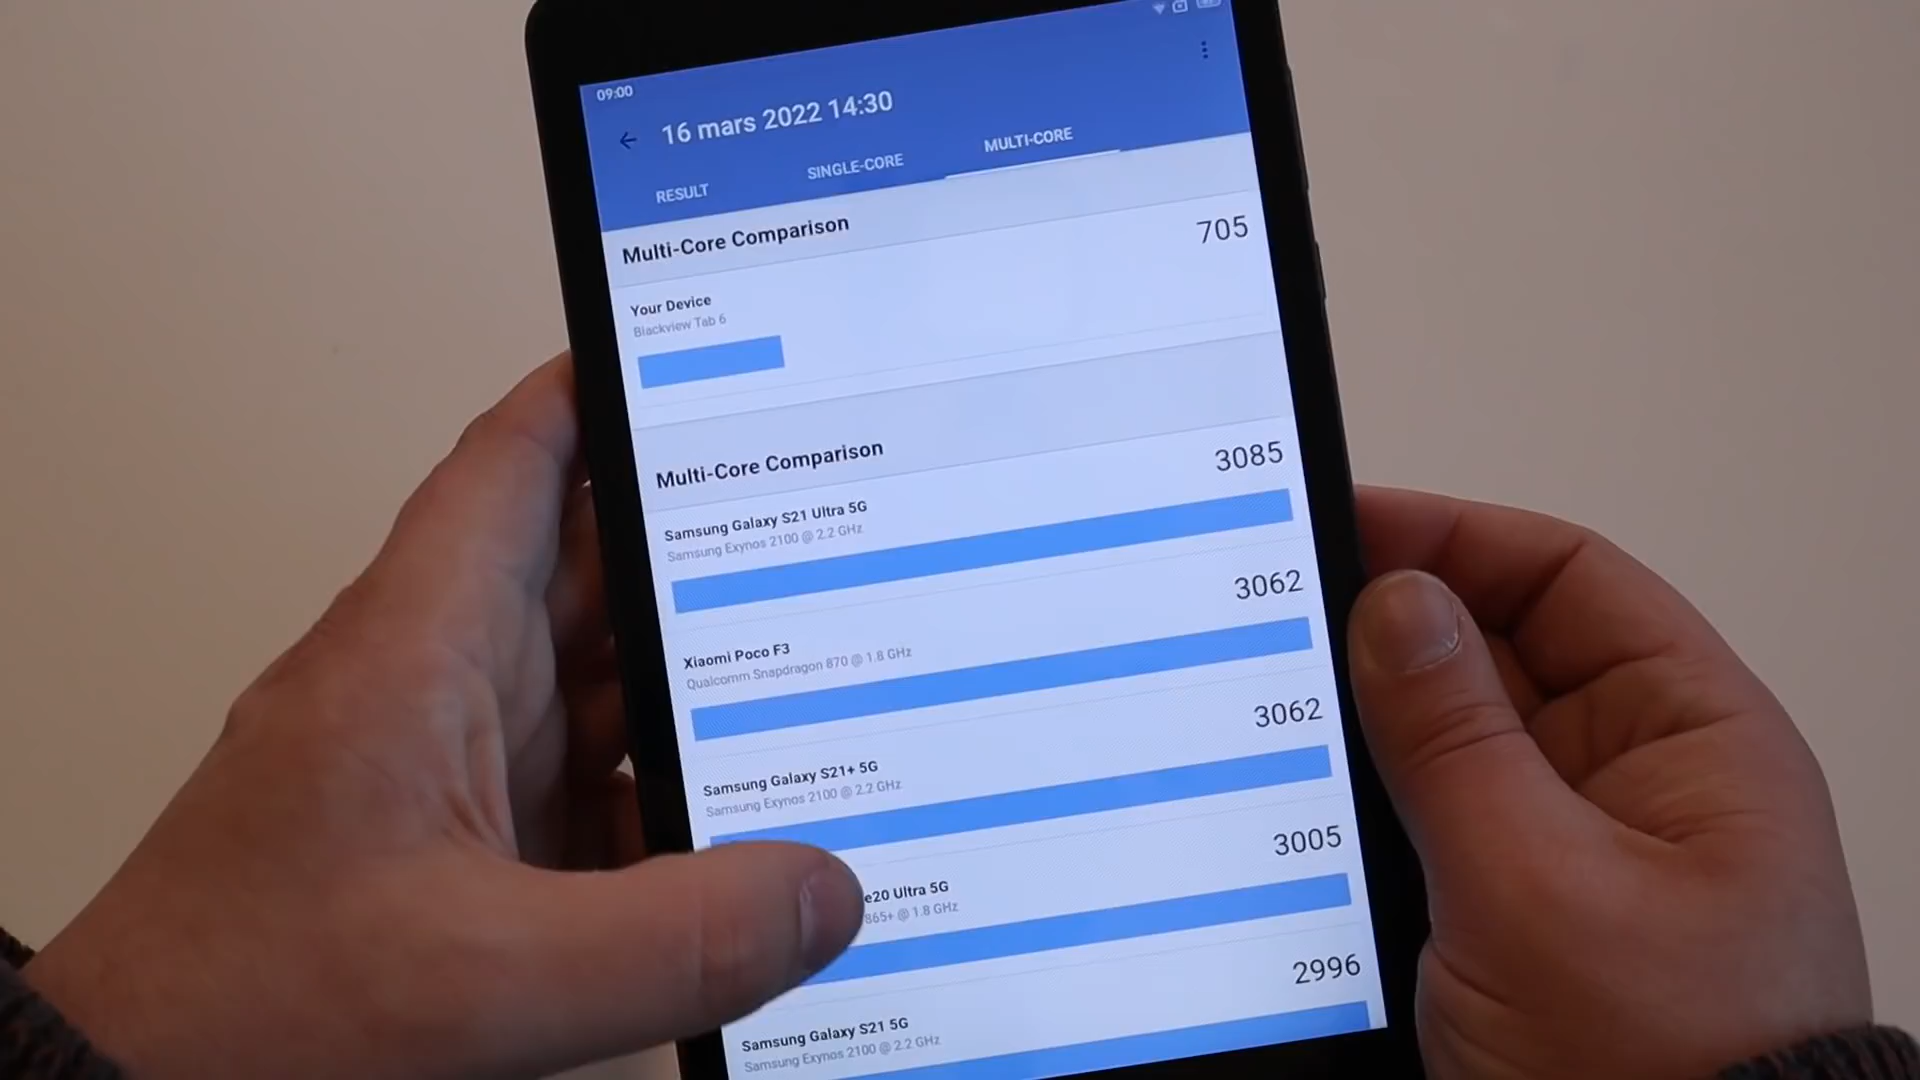 09:00
16 mars 2022 14:30
RESULT
SINGLE-CORE
MULTI-CORE
Multi-Core Comparison
705
Your Device
Blackview Tab 6
Multi-Core Comparison
3085
Samsung Galaxy S21 Ultra 5G
Samsung Exynos 2100 @ 2.2 GHz
3062
Xiaomi Poco F3
Qualcomm Snapdragon 870 @ 1.8 GHz
3062
Samsung Galaxy S21+ 5G
Samsung Exynos 2100 @ 2.2 GHz
3005
e20 Ultra 5G
865+ @ 1.8 GHz
2996
Samsung Galaxy S21 5G
Samsung Exynos 2100 @ 2.2 GHz